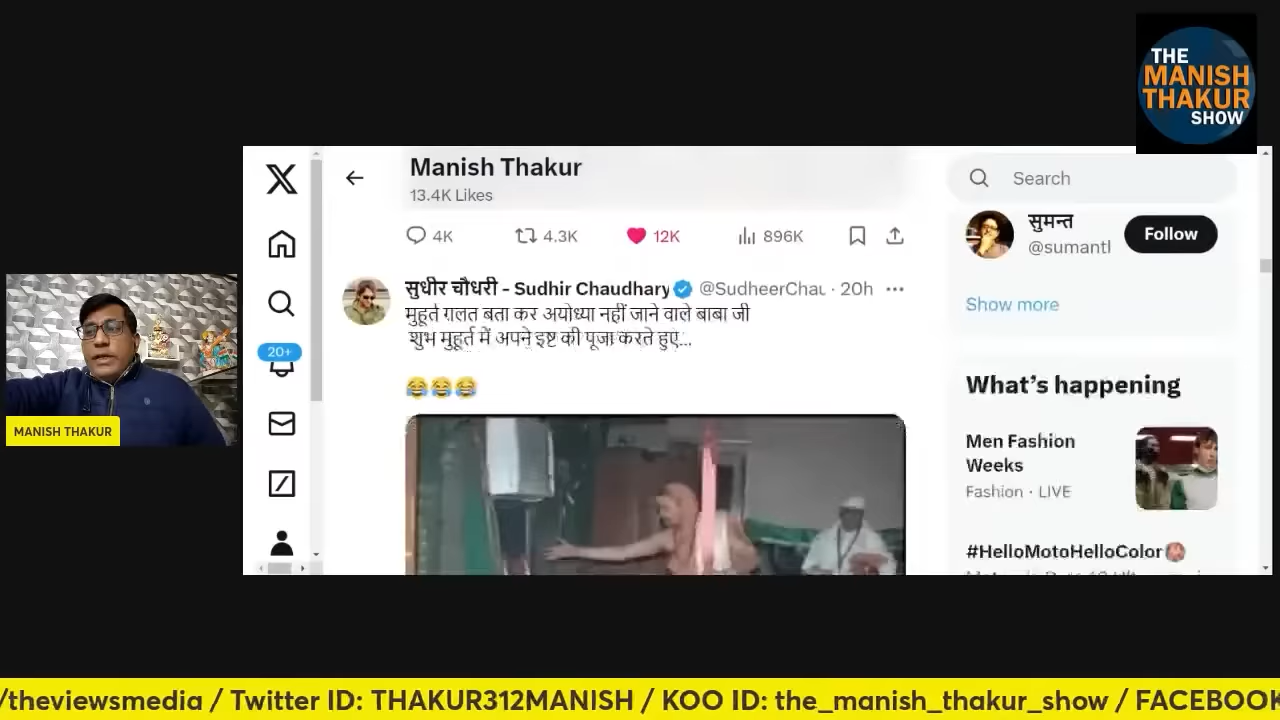 THE
MANISH
THAKUR
SHOW
Manish Thakur
13.4K Likes
Search
4K
4.3K
12K
896K
सुमन्त
@sumantl
Follow
Show more
सुधीर चौधरी - Sudhir Chaudhary @SudheerChau · 20h
मुहूर्त गलत बता कर अयोध्या नहीं जाने वाले बाबा जी
शुभ मुहूर्त में अपने इष्ट की पूजा करते हुए...
😂😂😂
20+
What's happening
Men Fashion
Weeks
Fashion · LIVE
#HelloMotoHelloColor
MANISH THAKUR
/theviewsmedia / Twitter ID: THAKUR312MANISH / KOO ID: the_manish_thakur_show / FACEBOOK